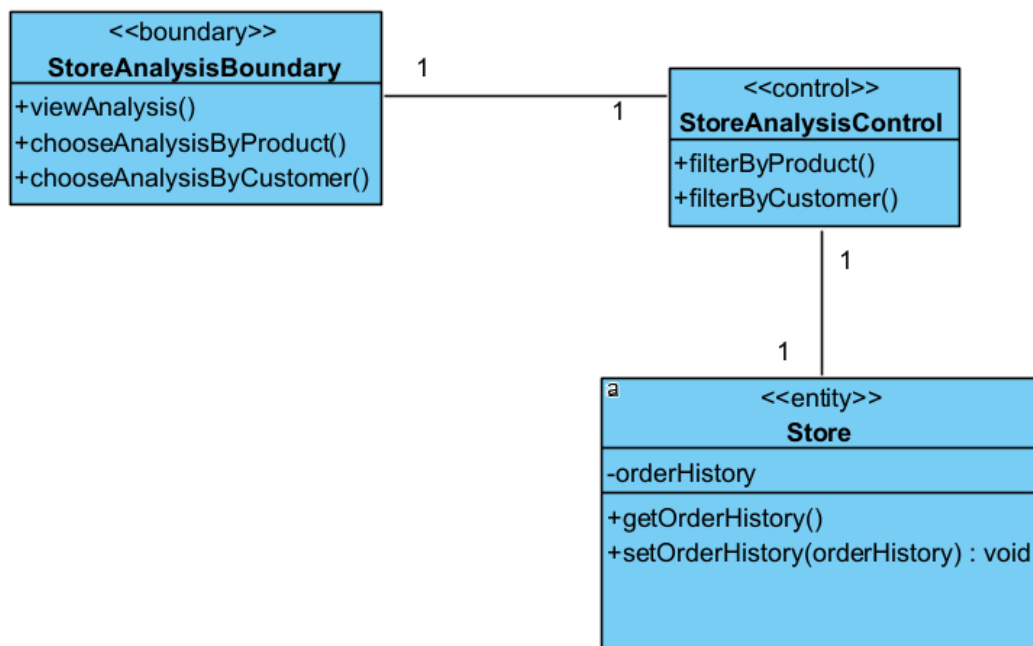 <<boundary>>
StoreAnalysisBoundary
+viewAnalysis()
+chooseAnalysisByProduct()
+chooseAnalysisByCustomer()
1
1
<<control>>
StoreAnalysisControl
+filterByProduct()
+filterByCustomer()
1
1
a
<<entity>>
Store
-orderHistory
+getOrderHistory()
+setOrderHistory(orderHistory) : void